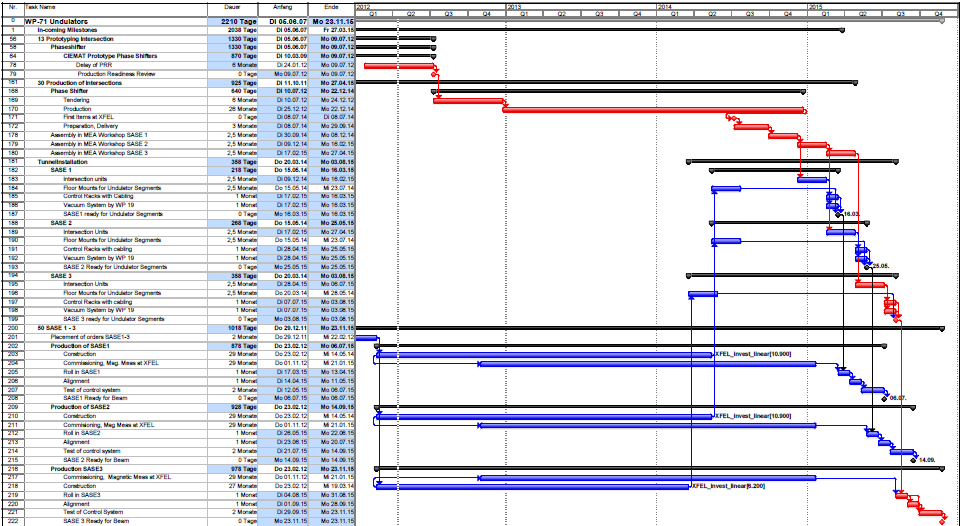 Nr. Task Name Dauer Anfang Ende 2012 2013 2014 2015
Q1 Q2 Q3 Q4 Q1 Q2 Q3 Q4 Q1 Q2 Q3 Q4 Q1 Q2 Q3 Q4
0 WP-71 Undulators 2210 Tage Di 05.06.07 Mo 23.11.15
1 In-coming Milestones 2038 Tage Di 05.06.07 Fr 27.03.15
56 13 Prototyping Intersection 1330 Tage Di 05.06.07 Mo 09.07.12
58 Phaseshifter 1330 Tage Di 05.06.07 Mo 09.07.12
64 CIEMAT Prototype Phase Shifters 870 Tage Di 10.03.09 Mo 09.07.12
78 Delay of PRR 6 Monate Di 24.01.12 Mo 09.07.12
79 Production Readiness Review 0 Tage Mo 09.07.12 Mo 09.07.12
161 30 Production of Intersections 925 Tage Di 11.10.11 Mo 27.04.15
168 Phase Shifter 640 Tage Di 10.07.12 Mo 22.12.14
169 Tendering 6 Monate Di 10.07.12 Mo 24.12.12
170 Production 26 Monate Di 25.12.12 Mo 22.12.14
171 First Items at XFEL 0 Tage Di 08.07.14 Di 08.07.14
172 Preparation, Delivery 3 Monate Di 08.07.14 Mo 29.09.14
178 Assembly in MEA Workshop SASE 1 2,5 Monate Di 30.09.14 Mo 08.12.14
179 Assembly in MEA Workshop SASE 2 2,5 Monate Di 09.12.14 Mo 16.02.15
180 Assembly in MEA Workshop SASE 3 2,5 Monate Di 17.02.15 Mo 27.04.15
181 TunnelInstallation 358 Tage Do 20.03.14 Mo 03.08.15
182 SASE 1 218 Tage Do 15.05.14 Mo 16.03.15
183 Intersection units 2,5 Monate Di 09.12.14 Mo 16.02.15
184 Floor Mounts for Undulator Segments 2,5 Monate Do 15.05.14 Mi 23.07.14
185 Control Racks with Cabling 1 Monat Di 17.02.15 Mo 16.03.15
186 Vacuum System by WP 19 1 Monat Di 17.02.15 Mo 16.03.15
187 SASE1 ready for Undulator Segments 0 Tage Mo 16.03.15 Mo 16.03.15 16.03.
188 SASE 2 268 Tage Do 15.05.14 Mo 25.05.15
189 Intersection Units 2,5 Monate Di 17.02.15 Mo 27.04.15
190 Floor Mounts for Undulator Segments 2,5 Monate Do 15.05.14 Mi 23.07.14
191 Control Racks with Cabling 1 Monat Di 28.04.15 Mo 25.05.15
192 Vacuum System by WP 19 1 Monat Di 28.04.15 Mo 25.05.15
193 SASE 2 Ready for Undulator Segments 0 Tage Mo 25.05.15 Mo 25.05.15 25.05.
194 SASE 3 358 Tage Do 20.03.14 Mo 03.08.15
195 Intersection Units 2,5 Monate Di 28.04.15 Mo 06.07.15
196 Floor Mounts for Undulator Segments 2,5 Monate Do 20.03.14 Mi 28.05.14
197 Control Racks with cabling 1 Monat Di 07.07.15 Mo 03.08.15
198 Vacuum System by WP 19 1 Monat Di 07.07.15 Mo 03.08.15
199 SASE 3 ready for Undulator Segments 0 Tage Mo 03.08.15 Mo 03.08.15
200 50 SASE 1 - 3 1018 Tage Do 29.12.11 Mo 23.11.15
201 Placement of orders SASE1-3 2 Monate Do 29.12.11 Mi 22.02.12
202 Production of SASE1 878 Tage Do 23.02.12 Mo 06.07.15
203 Construction 29 Monate Do 23.02.12 Mi 14.05.14 XFEL_Invest_linear[10.900]
204 Commissioning, Mag Meas at XFEL 29 Monate Do 01.11.12 Mi 21.01.15
205 Roll in SASE1 1 Monat Di 17.03.15 Mo 13.04.15
206 Alignment 1 Monat Di 14.04.15 Mo 11.05.15
207 Test of control system 2 Monate Di 12.05.15 Mo 06.07.15
208 SASE1 Ready for Beam 0 Tage Mo 06.07.15 Mo 06.07.15 06.07.
209 Production of SASE2 928 Tage Do 23.02.12 Mo 14.09.15
210 Construction 29 Monate Do 23.02.12 Mi 14.05.14 XFEL_Invest_linear[10.900]
211 Commissioning, Mag Meas at XFEL 29 Monate Do 01.11.12 Mi 21.01.15
212 Roll in SASE2 1 Monat Di 26.05.15 Mo 22.06.15
213 Alignment 1 Monat Di 23.06.15 Mo 20.07.15
214 Test of control system 2 Monate Di 21.07.15 Mo 14.09.15
215 SASE 2 Ready for Beam 0 Tage Mo 14.09.15 Mo 14.09.15 14.09.
216 Production SASE3 978 Tage Do 23.02.12 Mo 23.11.15
217 Commissioning, Magnetic Meas at XFEL 29 Monate Do 01.11.12 Mi 21.01.15
218 Construction 27 Monate Do 23.02.12 Mi 19.03.14 XFEL_Invest_linear[8.200]
219 Roll in SASE3 1 Monat Di 04.08.15 Mo 31.08.15
220 Alignment 1 Monat Di 01.09.15 Mo 28.09.15
221 Test of Control System 2 Monate Di 29.09.15 Mo 23.11.15
222 SASE 3 Ready for Beam 0 Tage Mo 23.11.15 Mo 23.11.15